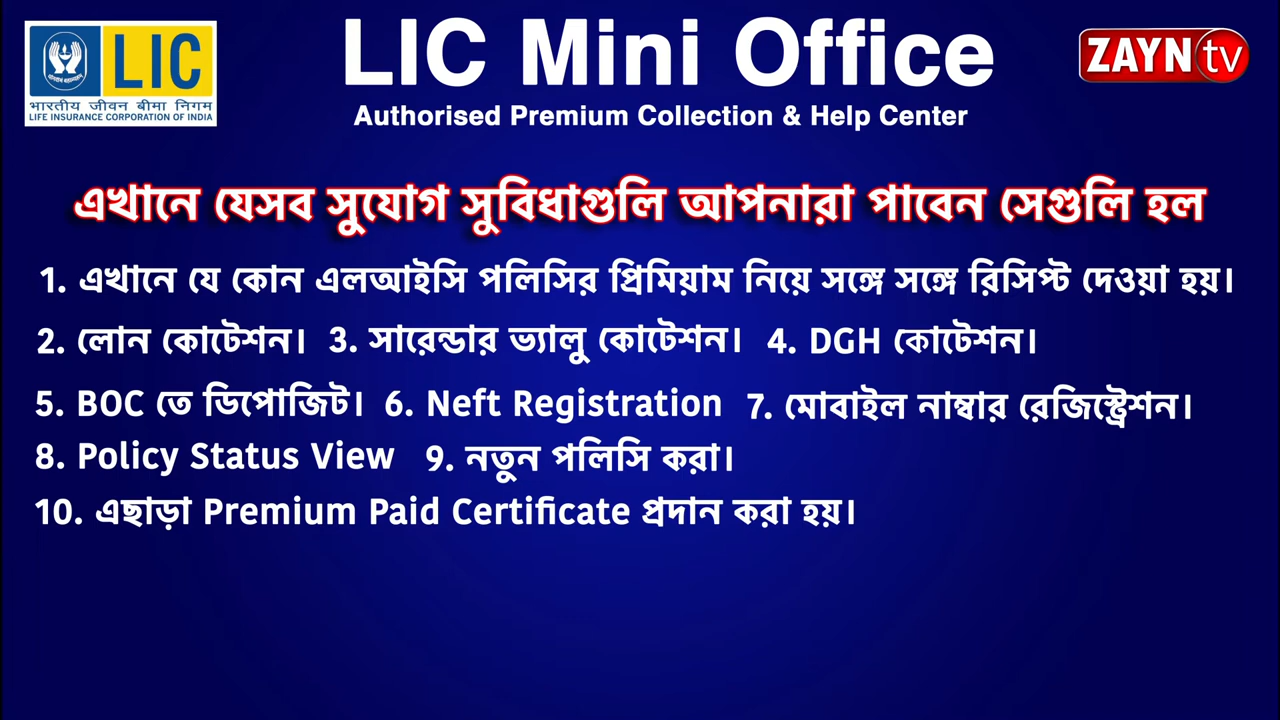 LIC
भारतीय जीवन बीमा निगम
LIFE INSURANCE CORPORATION OF INDIA
LIC Mini Office
Authorised Premium Collection & Help Center
ZAYN tv
এখানে যেসব সুযোগ সুবিধাগুলি আপনারা পাবেন সেগুলি হল
1. এখানে যে কোন এলআইসি পলিসির প্রিমিয়াম নিয়ে সঙ্গে সঙ্গে রিসিপ্ট দেওয়া হয়।
2. লোন কোটেশন। 3. সারেন্ডার ভ্যালু কোটেশন। 4. DGH কোটেশন।
5. BOC তে ডিপোজিট। 6. Neft Registration 7. মোবাইল নাম্বার রেজিস্ট্রেশন।
8. Policy Status View 9. নতুন পলিসি করা।
10. এছাড়া Premium Paid Certificate প্রদান করা হয়।